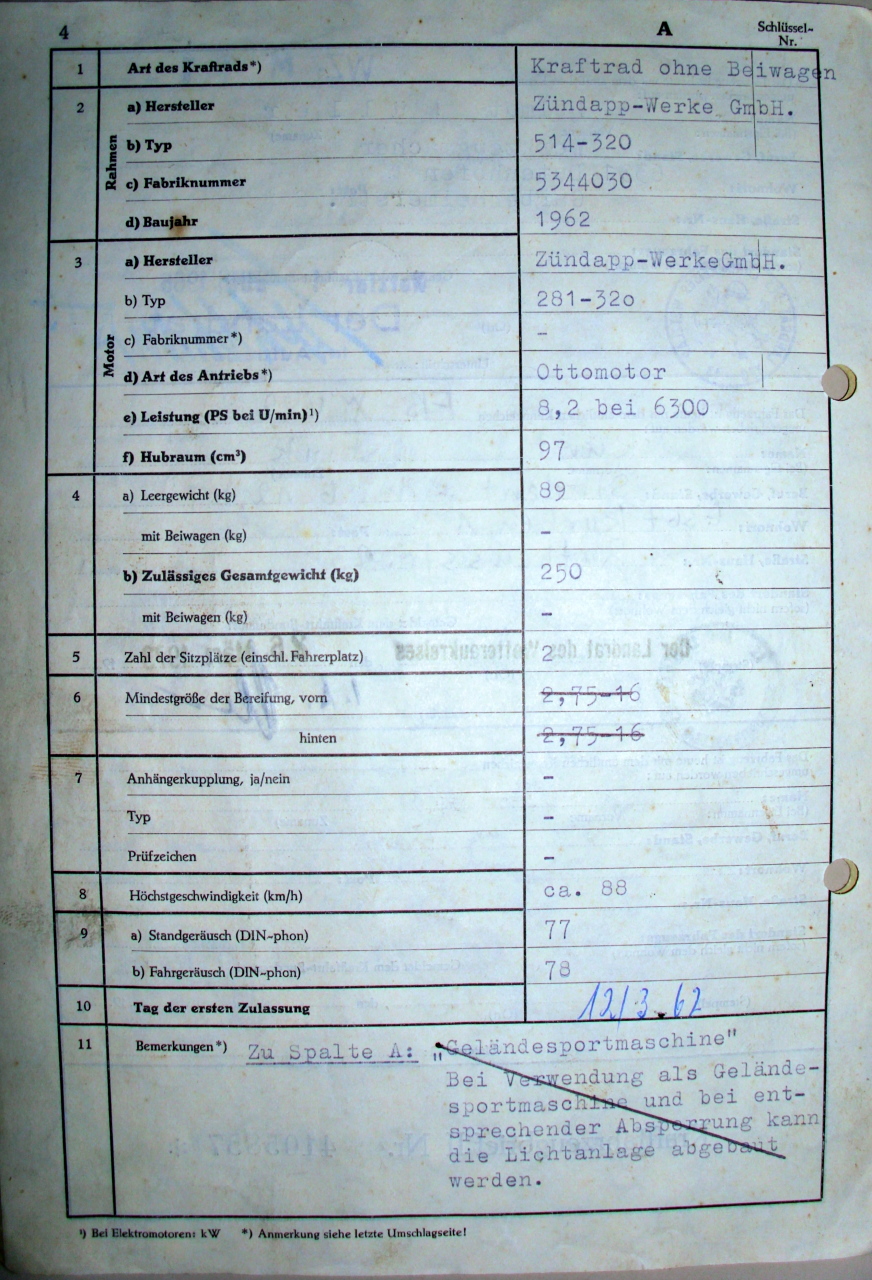 4 A Schlüssel-
Nr.
1 Art des Kraftrads*) Kraftrad ohne Beiwagen
2 a) Hersteller Zündapp-Werke GmbH.
Rahmen
b) Typ 514-320
c) Fabriknummer 5344030
d) Baujahr 1962
3 a) Hersteller Zündapp-WerkeGmbH.
b) Typ 281-32o
Motor
c) Fabriknummer*) -
d) Art des Antriebs*) Ottomotor
e) Leistung (PS bei U/min)¹) 8,2 bei 6300
f) Hubraum (cm³) 97
4 a) Leergewicht (kg) 89
mit Beiwagen (kg) -
b) Zulässiges Gesamtgewicht (kg) 250
mit Beiwagen (kg) -
5 Zahl der Sitzplätze (einschl. Fahrerplatz) 2
6 Mindestgröße der Bereifung, vorn 2,75-16
hinten 2,75-16
7 Anhängerkupplung, ja/nein -
Typ -
Prüfzeichen -
8 Höchstgeschwindigkeit (km/h) ca. 88
9 a) Standgeräusch (DIN-phon) 77
b) Fahrgeräusch (DIN-phon) 78
10 Tag der ersten Zulassung 12/3.62
11 Bemerkungen*) Zu Spalte A: "Geländesportmaschine"
Bei Verwendung als Gelände-
sportmaschine und bei ent-
sprechender Absperrung kann
die Lichtanlage abgebaut
werden.
¹) Bei Elektromotoren: kW *) Anmerkung siehe letzte Umschlagseite!